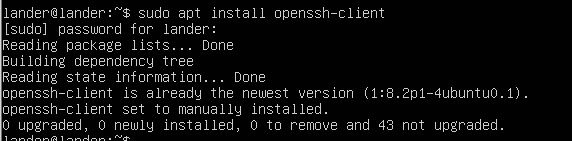 lander@lander:~$ sudo apt install openssh-client
[sudo] password for lander:
Reading package lists... Done
Building dependency tree
Reading state information... Done
openssh-client is already the newest version (1:8.2p1-4ubuntu0.1).
openssh-client set to manually installed.
0 upgraded, 0 newly installed, 0 to remove and 43 not upgraded.
lander@lander:~$